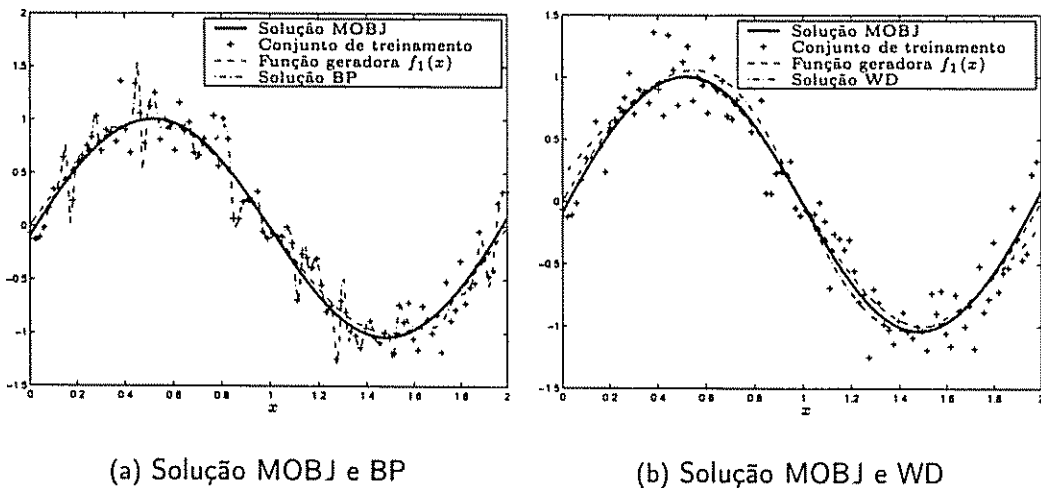 Solução MOBJ
Conjunto de treinamento
Função geradora f₁(x)
Solução BP
2
1.5
1
0.5
0
−0.5
−1
−1.5
0 0.2 0.4 0.6 0.8 1 1.2 1.4 1.6 1.8 2
x
(a) Solução MOBJ e BP
Solução MOBJ
Conjunto de treinamento
Função geradora f₁(x)
Solução WD
1.5
1
0.5
0
−0.5
−1
−1.5
0 0.2 0.4 0.6 0.8 1 1.2 1.4 1.6 1.8 2
x
(b) Solução MOBJ e WD